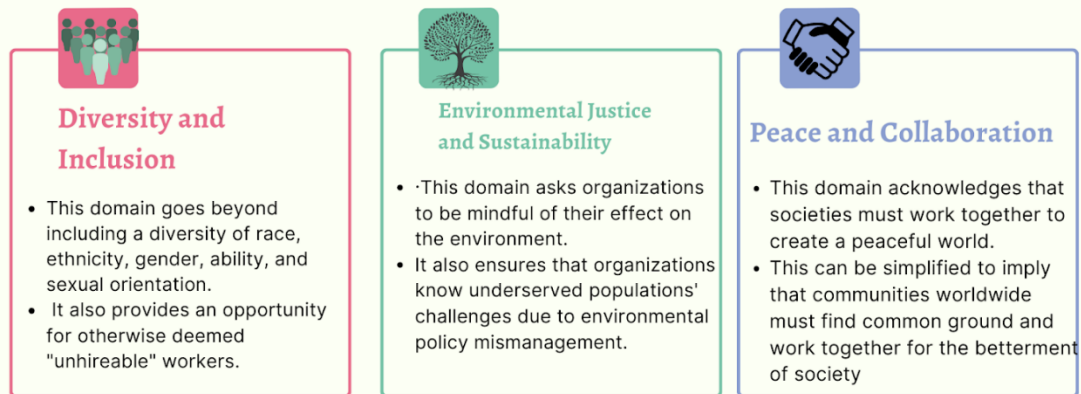 Diversity and
Inclusion
• This domain goes beyond
including a diversity of race,
ethnicity, gender, ability, and
sexual orientation.
• It also provides an opportunity
for otherwise deemed
"unhireable" workers.
Environmental Justice
and Sustainability
• ·This domain asks organizations
to be mindful of their effect on
the environment.
• It also ensures that organizations
know underserved populations'
challenges due to environmental
policy mismanagement.
Peace and Collaboration
• This domain acknowledges that
societies must work together to
create a peaceful world.
• This can be simplified to imply
that communities worldwide
must find common ground and
work together for the betterment
of society